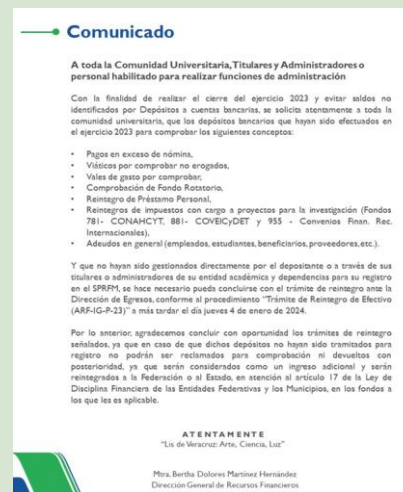 Comunicado
A toda la Comunidad Universitaria, Titulares y Administradores o
personal habilitado para realizar funciones de administración
Con la finalidad de realizar el cierre del ejercicio 2023 y evitar saldos no
identificados por Depósitos a cuentas bancarias, se solicita atentamente a toda la
comunidad universitaria, que los depósitos bancarios que hayan sido efectuados en
el ejercicio 2023 para comprobar los siguientes conceptos:
• Pagos en exceso de nómina,
• Viáticos por comprobar no erogados,
• Vales de gasto por comprobar,
• Comprobación de Fondo Rotatorio,
• Reintegro de Préstamo Personal,
• Reintegros de impuestos con cargo a proyectos para la investigación (Fondos
781- CONAHCYT, 881- COVEICyDET y 955 - Convenios Finan. Rec.
Internacionales),
• Adeudos en general (empleados, estudiantes, beneficiarios, proveedores, etc.).
Y que no hayan sido gestionados directamente por el depositante o a través de sus
titulares o administradores de su entidad académica y dependencias para su registro
en el SPRFM, se hace necesario pueda concluirse con el trámite de reintegro ante la
Dirección de Egresos, conforme al procedimiento "Trámite de Reintegro de Efectivo
(ARF-IG-P-23)" a más tardar el día jueves 4 de enero de 2024.
Por lo anterior, agradecemos concluir con oportunidad los trámites de reintegro
señalados, ya que en caso de que dichos depósitos no hayan sido tramitados para
registro no podrán ser reclamados para comprobación ni devueltos con
posterioridad, ya que serán considerados como un ingreso adicional y serán
reintegrados a la Federación o al Estado, en atención al artículo 17 de la Ley de
Disciplina Financiera de las Entidades Federativas y los Municipios, en los fondos a
los que les es aplicable.
ATENTAMENTE
"Lis de Veracruz: Arte, Ciencia, Luz"
Mtra. Bertha Dolores Martínez Hernández
Dirección General de Recursos Financieros